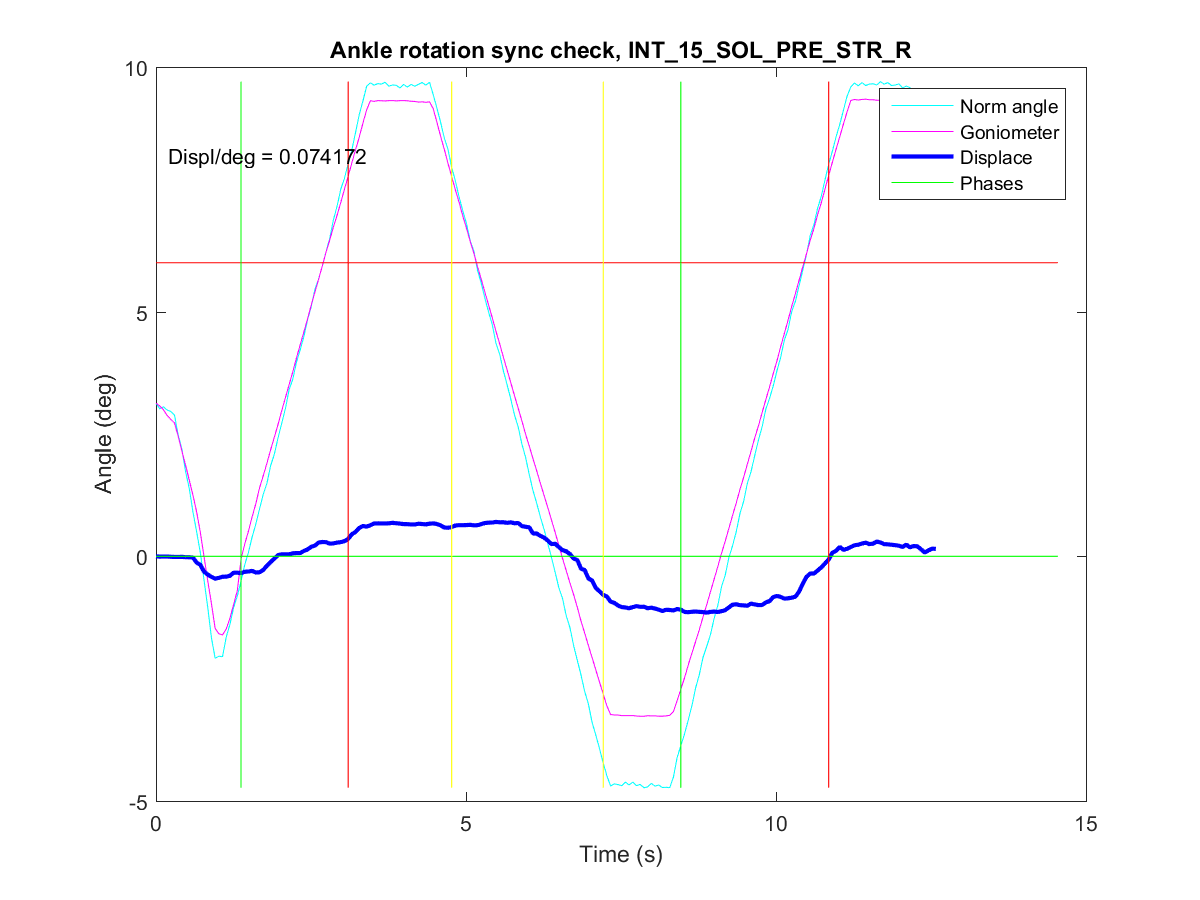 Ankle rotation sync check, INT_15_SOL_PRE_STR_R
10
Norm angle
Goniometer
Displace
Phases
Displ/deg = 0.074172
5
Angle (deg)
0
-5
0 5 10 15
Time (s)